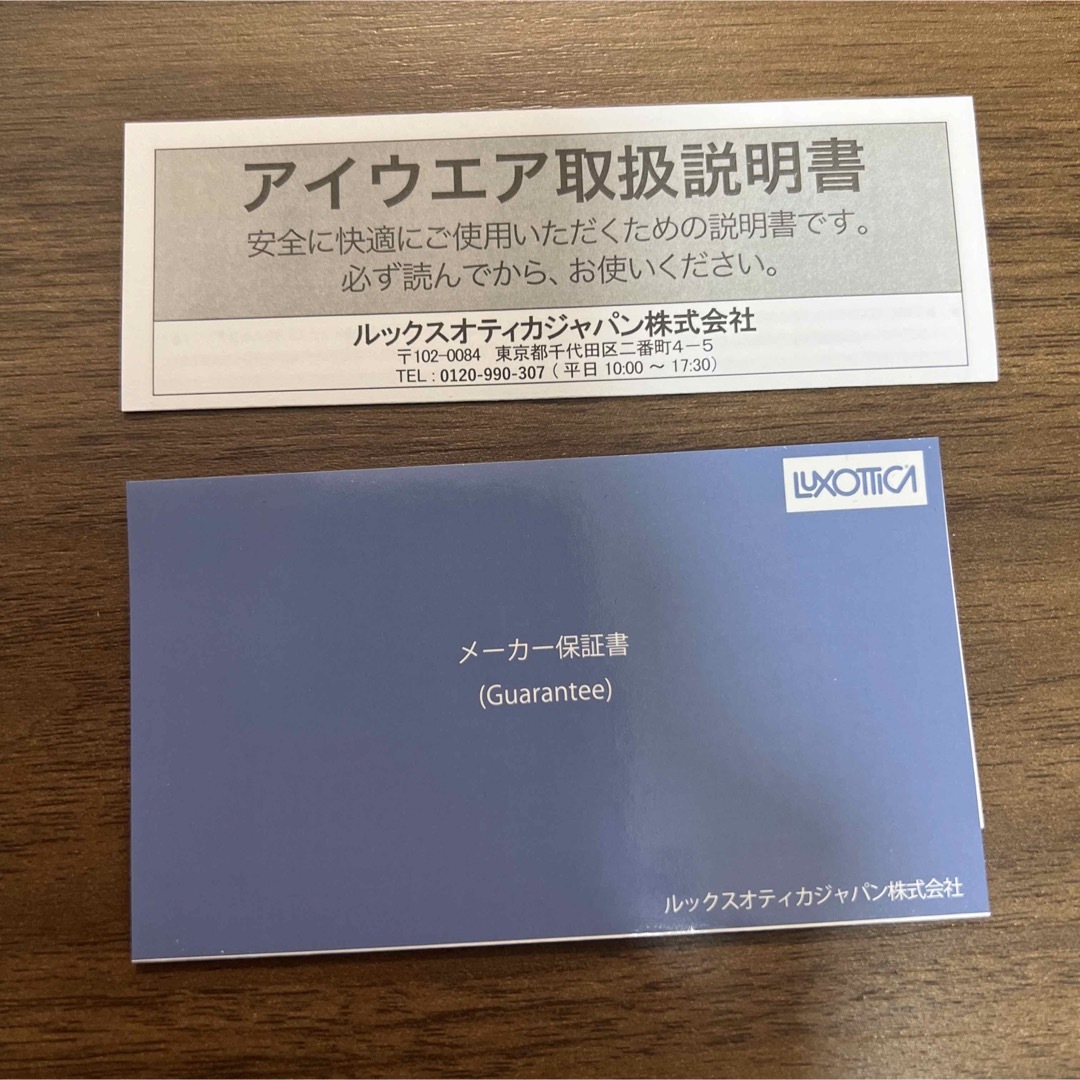 アイウエア取扱説明書
安全に快適にご使用いただくための説明書です。
必ず読んでから、お使いください。
ルックスオティカジャパン株式会社
〒102-0084 東京都千代田区二番町4-5
TEL : 0120-990-307 ( 平日 10:00 ～ 17:30)
LUXOTTICA
メーカー保証書
(Guarantee)
ルックスオティカジャパン株式会社